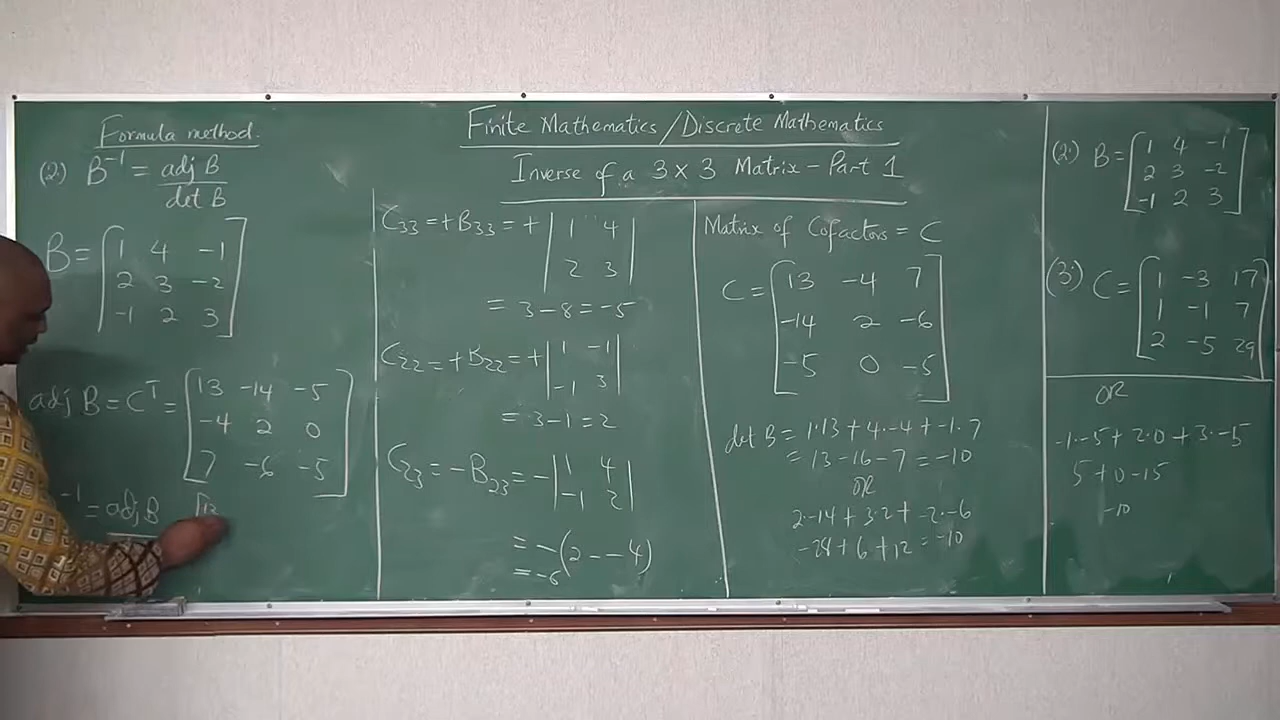 Finite Mathematics/Discrete Mathematics
Inverse of a 3 × 3 Matrix - Part 1
Formula method.
(2.) B⁻¹ = adj B
det B
B = [1 4 -1
2 3 -2
-1 2 3]
adj B = Cᵀ = [13 -14 -5
-4 2 0
7 -6 -5]
⁻¹ = adj B
C₃₃ = +B₃₃ = + |1 4
2 3|
= 3-8 = -5
C₂₂ = +B₂₂ = + |1 -1
-1 3|
= 3-1 = 2
C₂₃ = -B₂₃ = - |1 4
-1 2|
= -(2 - -4)
= -6
Matrix of Cofactors = C
C = [13 -4 7
-14 2 -6
-5 0 -5]
det B = 1·13 + 4·-4 + -1·7
= 13 -16 -7 = -10
OR
2·-14 + 3·2 + -2·-6
-28 + 6 + 12 = -10
(2.) B = [1 4 -1
2 3 -2
-1 2 3]
(3.) C = [1 -3 17
1 -1 7
2 -5 29]
OR
-1·-5 + 2·0 + 3·-5
5 + 0 -15
-10